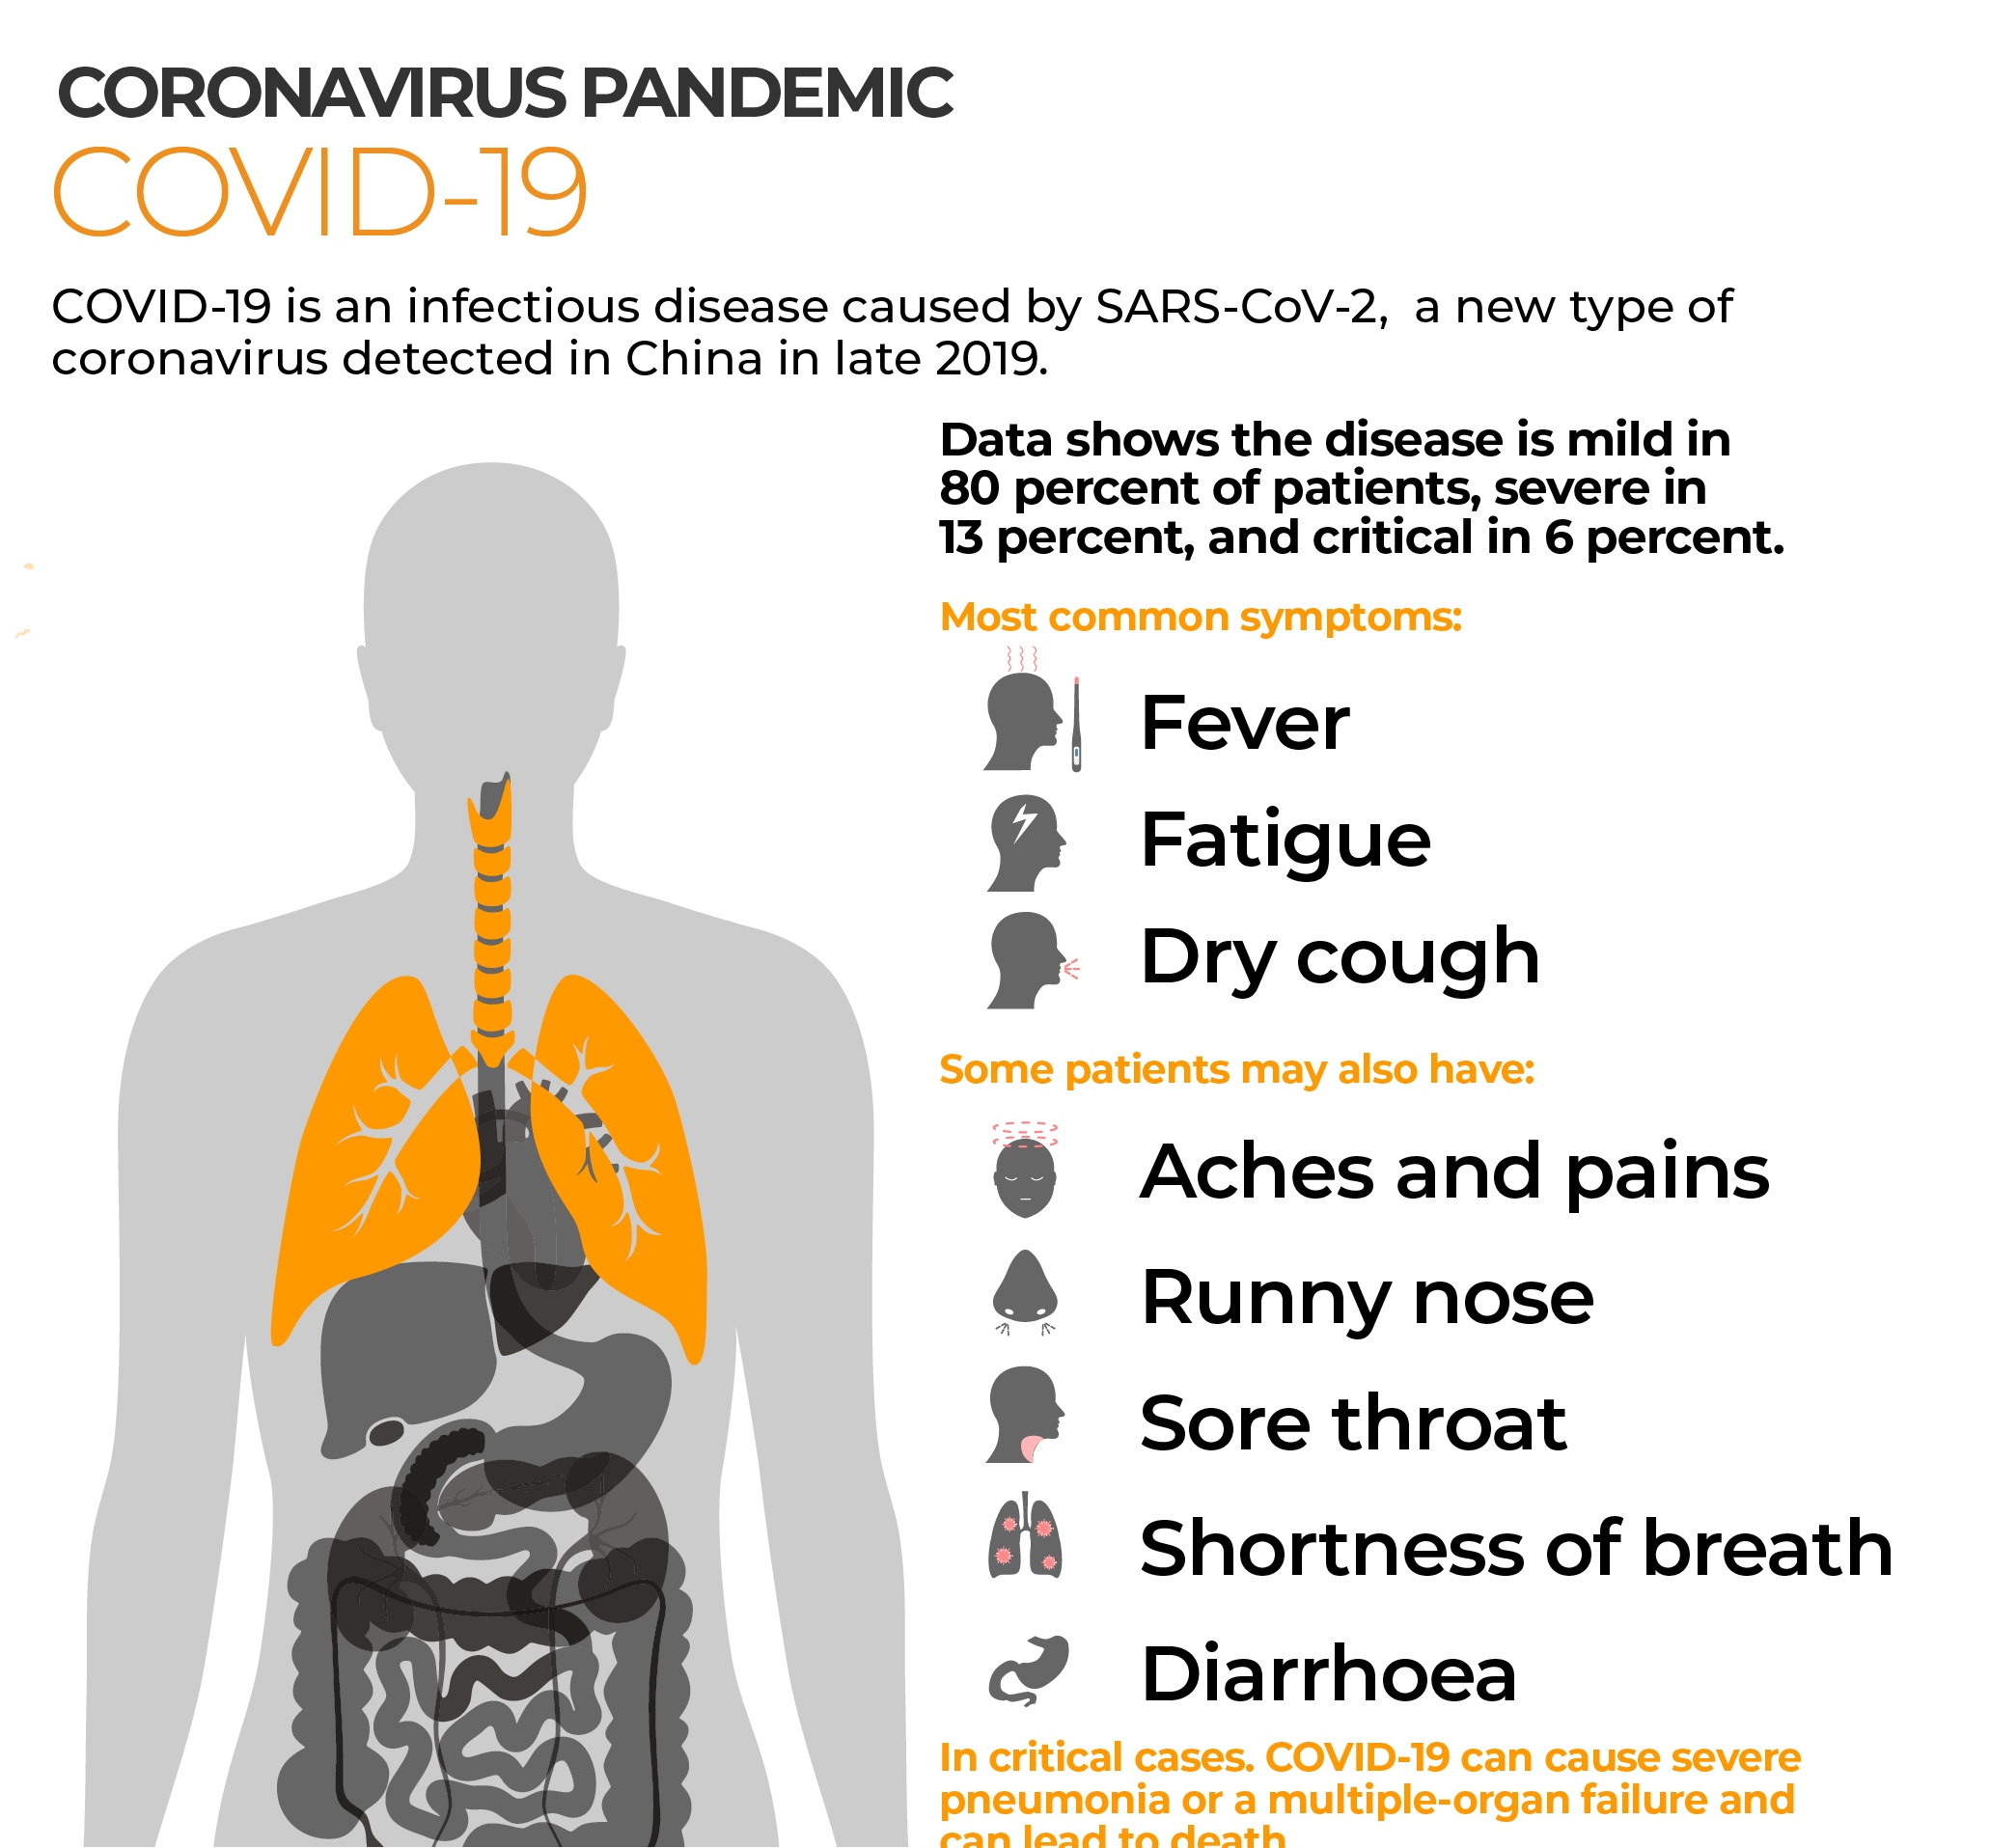 CORONAVIRUS PANDEMIC
COVID-19
COVID-19 is an infectious disease caused by SARS-CoV-2, a new type of
coronavirus detected in China in late 2019.
Data shows the disease is mild in
80 percent of patients, severe in
13 percent, and critical in 6 percent.
Most common symptoms:
Fever
Fatigue
Dry cough
Some patients may also have:
Aches and pains
Runny nose
Sore throat
Shortness of breath
Diarrhoea
In critical cases. COVID-19 can cause severe
pneumonia or a multiple-organ failure and
can lead to death